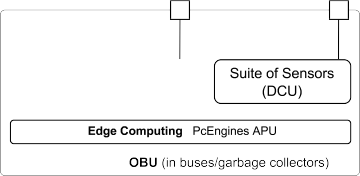 Suite of Sensors
(DCU)
Edge Computing PcEngines APU
OBU (in buses/garbage collectors)